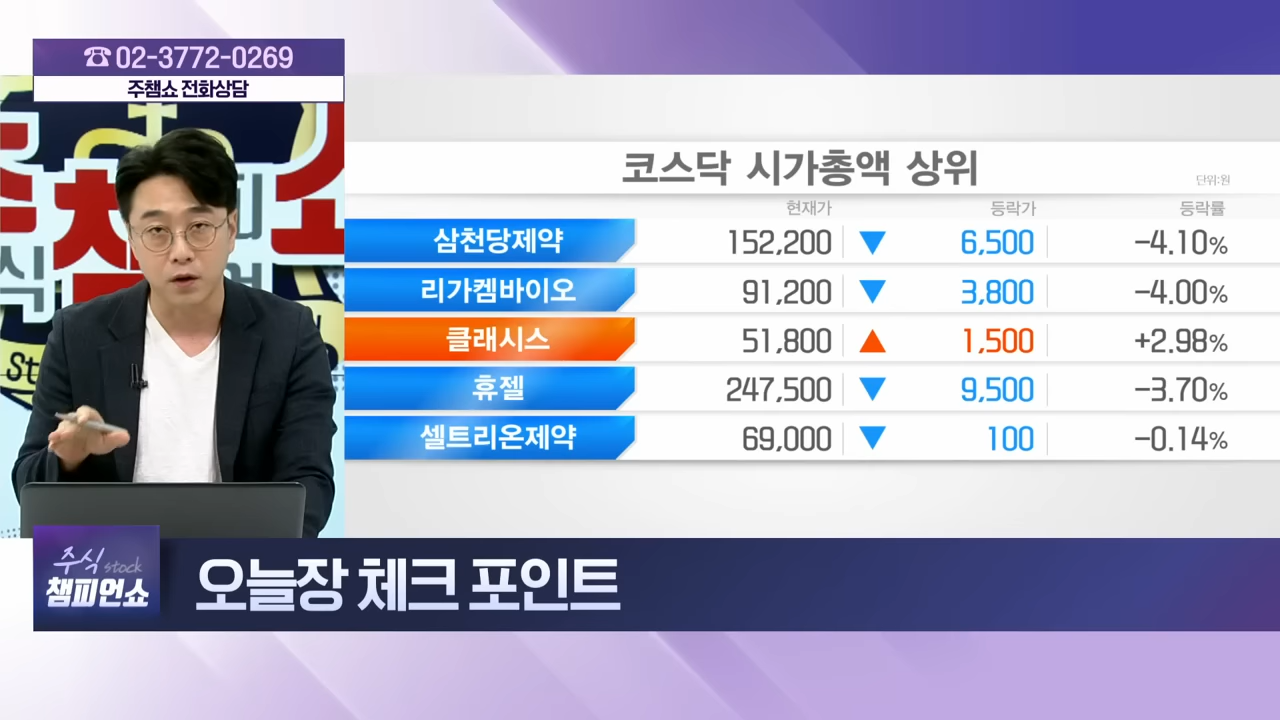 ☎02-3772-0269
주챔쇼 전화상담
코스닥 시가총액 상위
단위:원
현재가 등락가 등락률
삼천당제약 152,200 ▼ 6,500 -4.10%
리가켐바이오 91,200 ▼ 3,800 -4.00%
클래시스 51,800 ▲ 1,500 +2.98%
휴젤 247,500 ▼ 9,500 -3.70%
셀트리온제약 69,000 ▼ 100 -0.14%
주식 stock
챔피언쇼
오늘장 체크 포인트